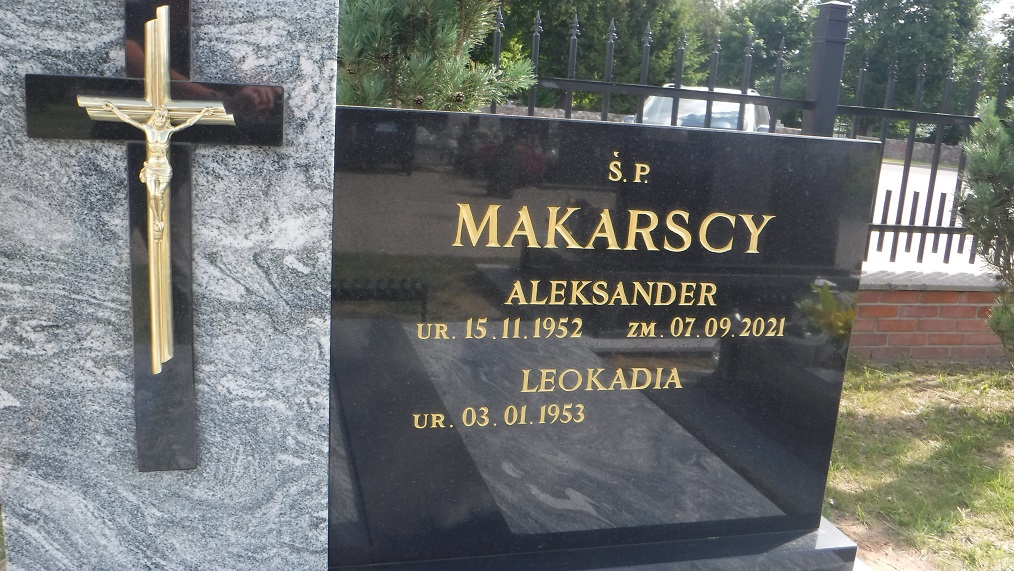 Ś.P.
MAKARSCY
ALEKSANDER
UR. 15.11.1952 ZM. 07.09.2021
LEOKADIA
UR. 03.01.1953